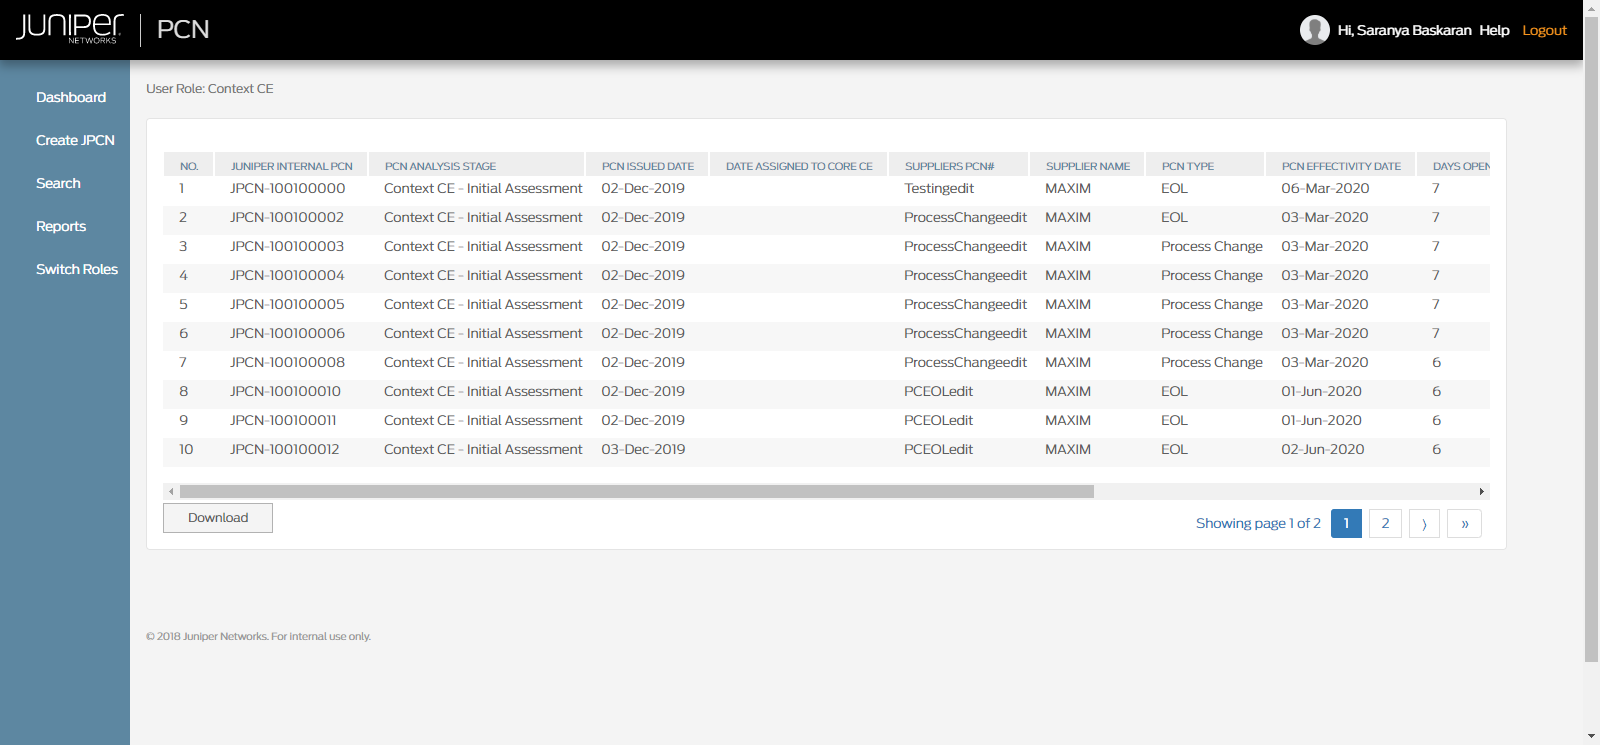 JUNIPER NETWORKS PCN Hi, Saranya Baskaran Help Logout
Dashboard
Create JPCN
Search
Reports
Switch Roles
User Role: Context CE
NO. JUNIPER INTERNAL PCN PCN ANALYSIS STAGE PCN ISSUED DATE DATE ASSIGNED TO CORE CE SUPPLIERS PCN# SUPPLIER NAME PCN TYPE PCN EFFECTIVITY DATE DAYS OPEN
1 JPCN-100100000 Context CE - Initial Assessment 02-Dec-2019 Testingedit MAXIM EOL 06-Mar-2020 7
2 JPCN-100100002 Context CE - Initial Assessment 02-Dec-2019 ProcessChangeedit MAXIM EOL 03-Mar-2020 7
3 JPCN-100100003 Context CE - Initial Assessment 02-Dec-2019 ProcessChangeedit MAXIM Process Change 03-Mar-2020 7
4 JPCN-100100004 Context CE - Initial Assessment 02-Dec-2019 ProcessChangeedit MAXIM Process Change 03-Mar-2020 7
5 JPCN-100100005 Context CE - Initial Assessment 02-Dec-2019 ProcessChangeedit MAXIM Process Change 03-Mar-2020 7
6 JPCN-100100006 Context CE - Initial Assessment 02-Dec-2019 ProcessChangeedit MAXIM Process Change 03-Mar-2020 7
7 JPCN-100100008 Context CE - Initial Assessment 02-Dec-2019 ProcessChangeedit MAXIM Process Change 03-Mar-2020 6
8 JPCN-100100010 Context CE - Initial Assessment 02-Dec-2019 PCEOLedit MAXIM EOL 01-Jun-2020 6
9 JPCN-100100011 Context CE - Initial Assessment 02-Dec-2019 PCEOLedit MAXIM EOL 01-Jun-2020 6
10 JPCN-100100012 Context CE - Initial Assessment 03-Dec-2019 PCEOLedit MAXIM EOL 02-Jun-2020 6
Download
Showing page 1 of 2 1 2 ⟩ »
© 2018 Juniper Networks. For internal use only.